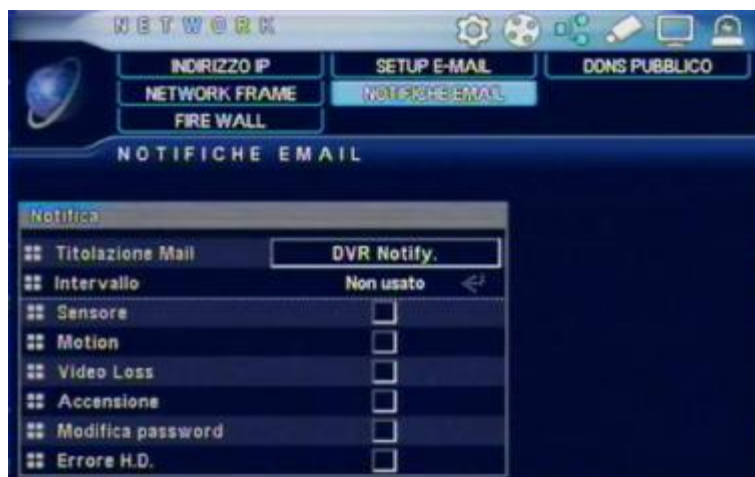 NETWORK
INDIRIZZO IP
SETUP E-MAIL
DDNS PUBBLICO
NETWORK FRAME
NOTIFICHE EMAIL
FIRE WALL
NOTIFICHE EMAIL
Notifica
Titolazione Mail
DVR Notify.
Intervallo
Non usato
Sensore
Motion
Video Loss
Accensione
Modifica password
Errore H.D.